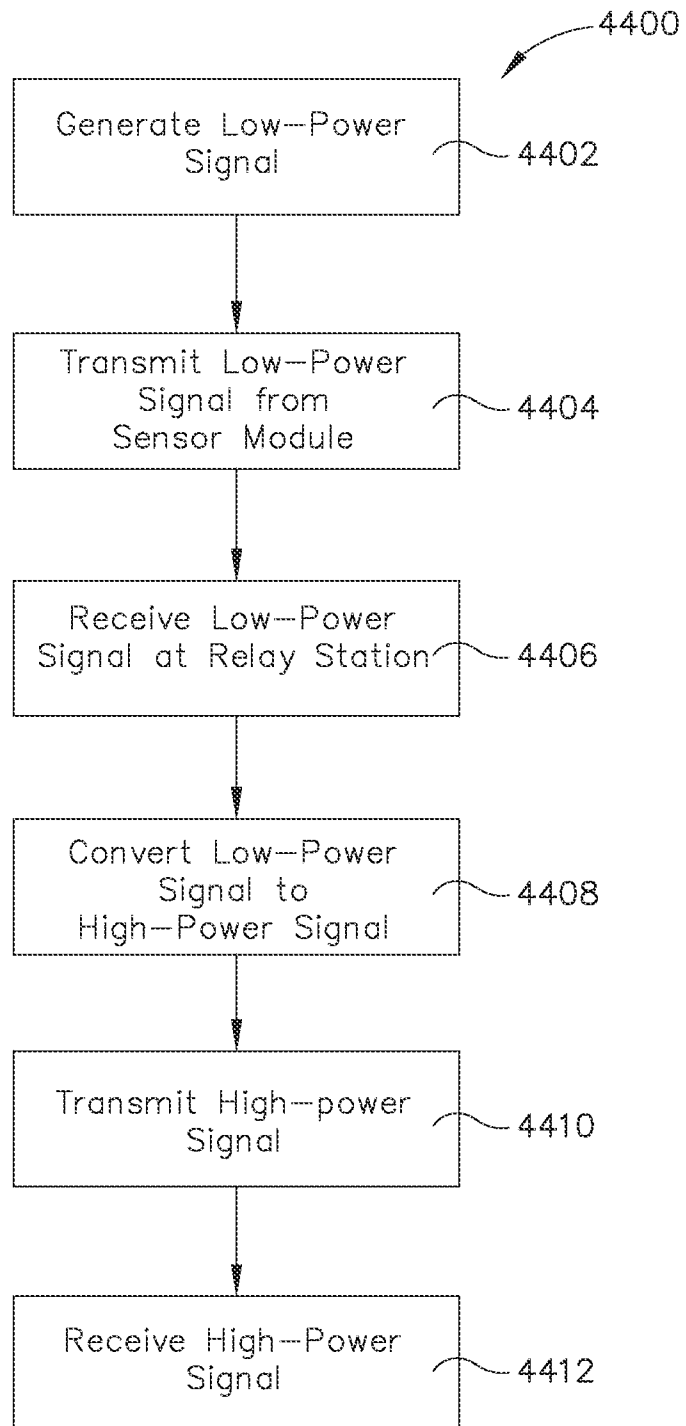 4400
Generate Low-Power
Signal
4402
Transmit Low-Power
Signal from
Sensor Module
4404
Receive Low-Power
Signal at Relay Station
4406
Convert Low-Power
Signal to
High-Power Signal
4408
Transmit High-power
Signal
4410
Receive High-Power
Signal
4412